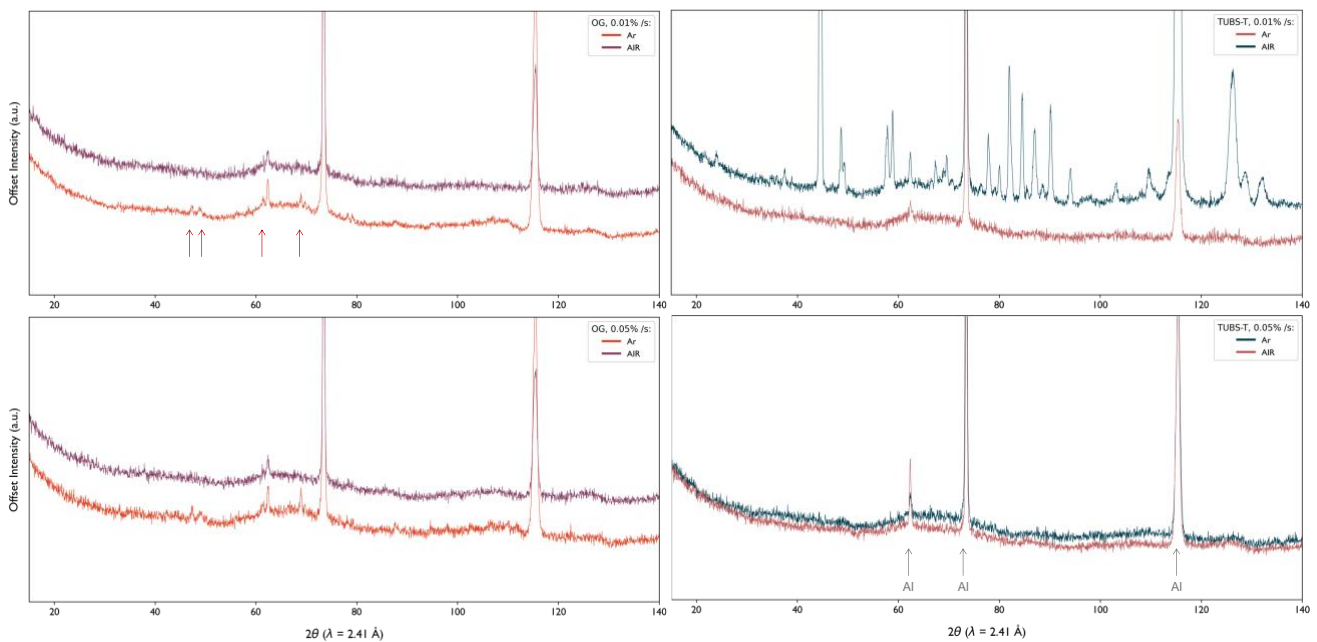 OG, 0.01% /s:
Ar
AIR
Offset Intensity (a.u.)
20 40 60 80 100 120 140
TUBS-T, 0.01% /s:
Ar
AIR
20 40 60 80 100 120 140
OG, 0.05% /s:
Ar
AIR
Offset Intensity (a.u.)
20 40 60 80 100 120 140
2θ (λ = 2.41 Å)
TUBS-T, 0.05% /s:
Ar
AIR
Al Al Al
20 40 60 80 100 120 140
2θ (λ = 2.41 Å)